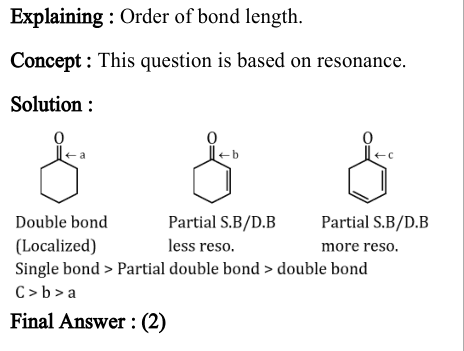 Explaining : Order of bond length.
Concept : This question is based on resonance.
Solution :
O O O
← a ← b ← c
Double bond Partial S.B/D.B Partial S.B/D.B
(Localized) less reso. more reso.
Single bond > Partial double bond > double bond
C > b > a
Final Answer : (2)